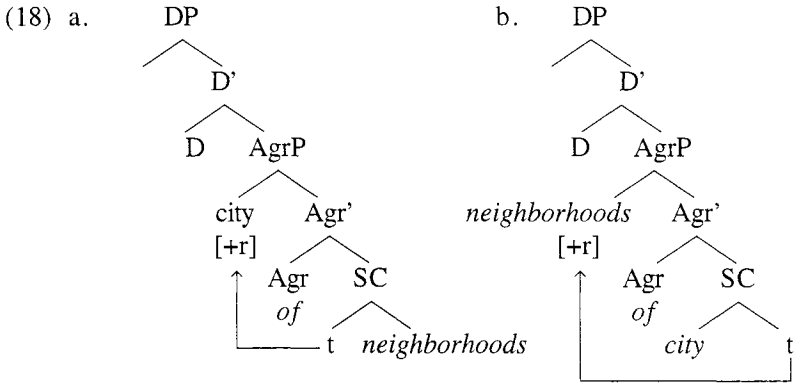 (18) a. DP b. DP
D’ D’
D AgrP D AgrP
city Agr’ neighborhoods Agr’
[+r] [+r]
Agr SC Agr SC
of of
t neighborhoods city t